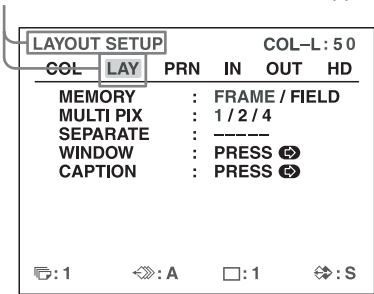 LAYOUT SETUP COL–L:50
COL LAY PRN IN OUT HD
MEMORY : FRAME / FIELD
MULTI PIX : 1 / 2 / 4
SEPARATE : –––––
WINDOW : PRESS
CAPTION : PRESS
:1 :A :1 :S